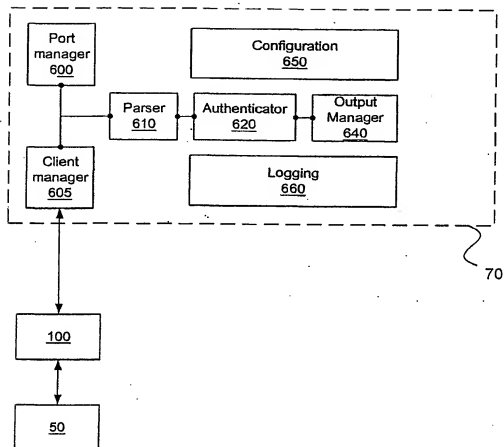 Port
manager
600
Configuration
650
Parser
610
Authenticator
620
Output
Manager
640
Client
manager
605
Logging
660
70
100
50